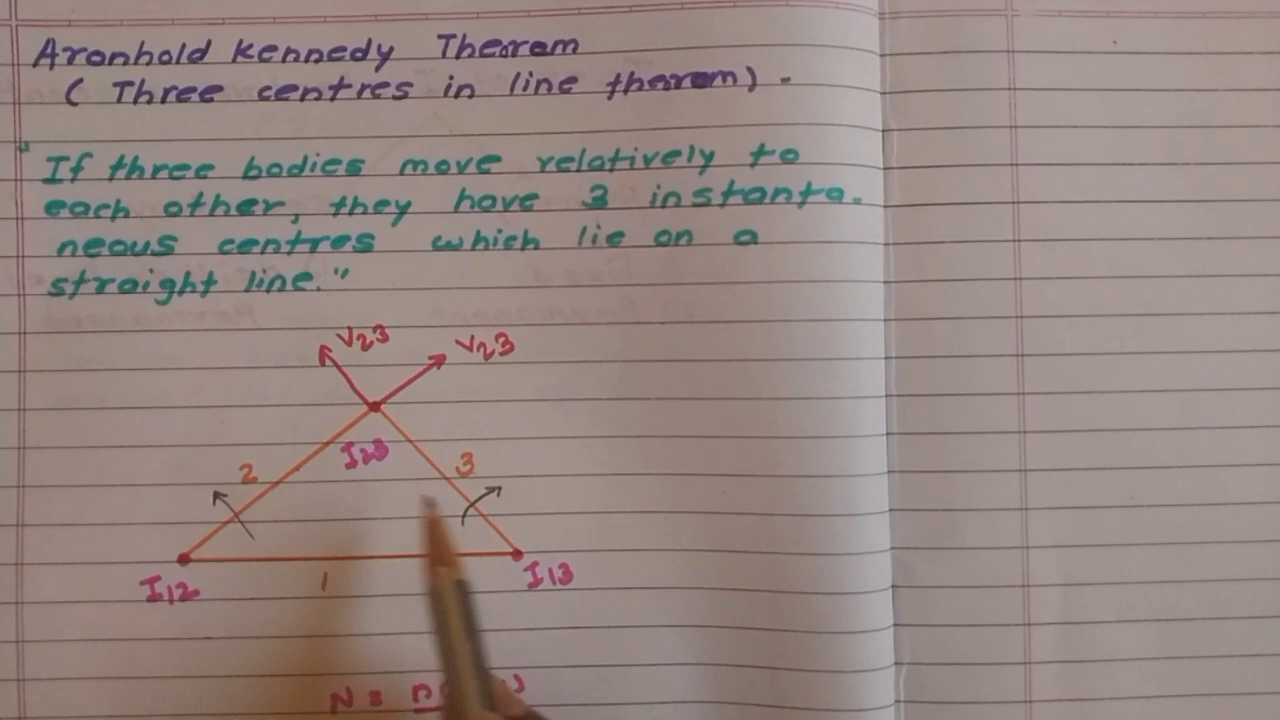 Aronhold Kennedy Theorem
( Three centres in line therem) .
"If three bodies move relatively to
each other, they have 3 instanta-
neous centres which lie on a
straight line."
V23 V23
I23
2 3
I12 I13
1
N =